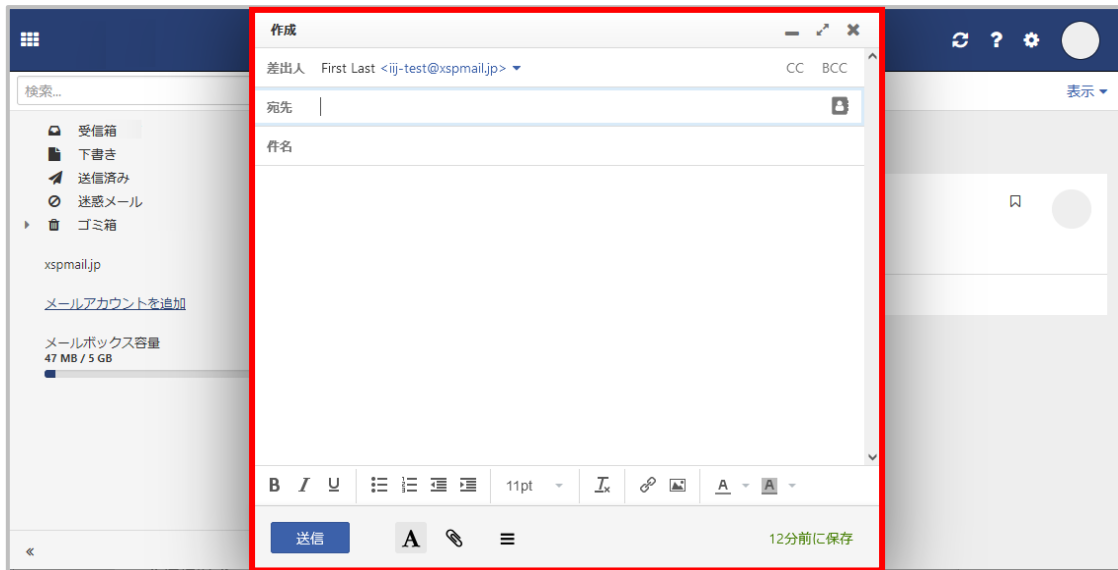 作成
差出人 First Last <iij-test@xspmail.jp> CC BCC
検索... 宛先 表示
件名
受信箱
下書き
送信済み
迷惑メール
ゴミ箱
xspmail.jp
メールアカウントを追加
メールボックス容量
47 MB / 5 GB
B I U 11pt Tx A A
送信 A 12分前に保存